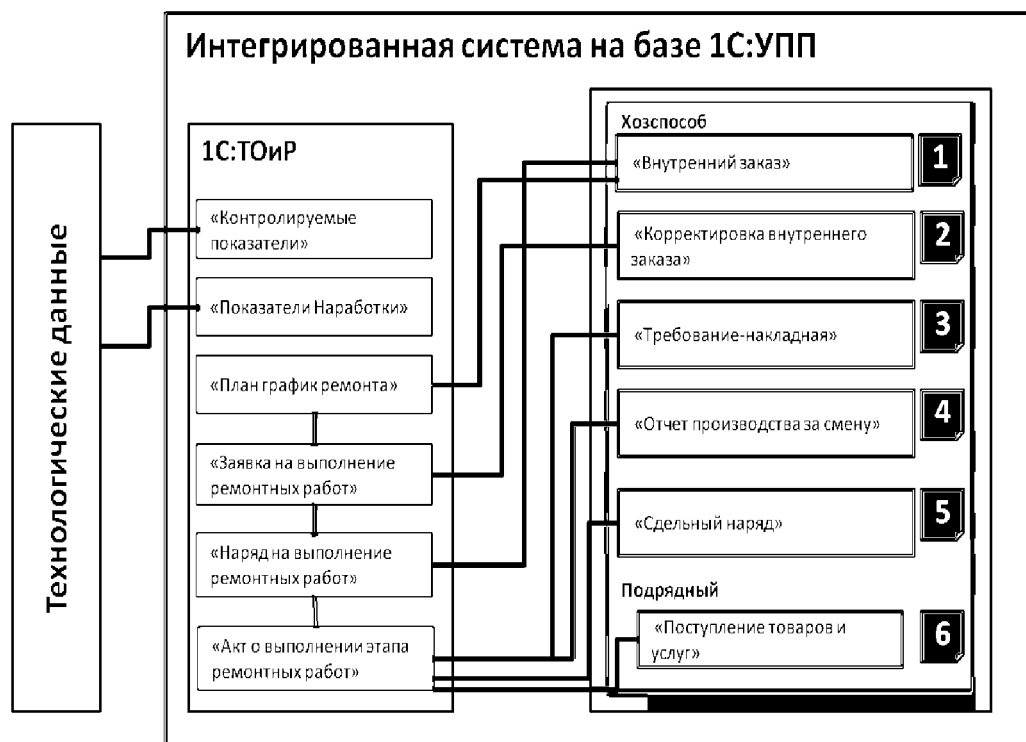 Интегрированная система на базе 1С:УПП
Технологические данные
1С:ТОиР
«Контролируемые
показатели»
«Показатели Наработки»
«План график ремонта»
«Заявка на выполнение
ремонтных работ»
«Наряд на выполнение
ремонтных работ»
«Акт о выполнении этапа
ремонтных работ»
Хозспособ
«Внутренний заказ»
1
«Корректировка внутреннего
заказа»
2
«Требование-накладная»
3
«Отчет производства за смену»
4
«Сдельный наряд»
5
Подрядный
«Поступление товаров и
услуг»
6